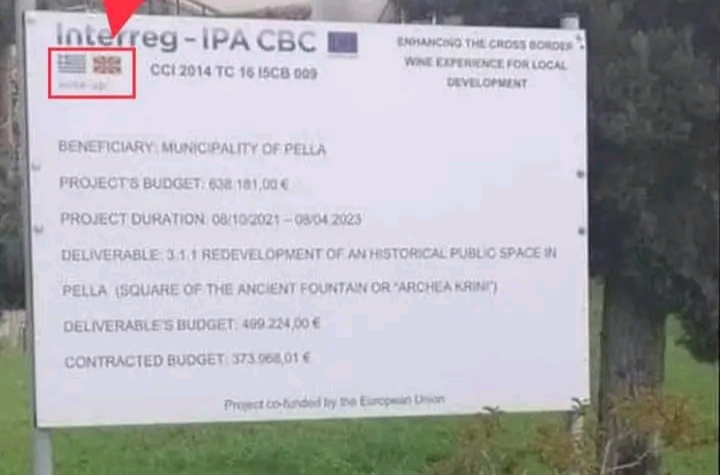 Interreg - IPA CBC
CCI 2014 TC 16 I5CB 009
ENHANCING THE CROSS BORDER
WINE EXPERIENCE FOR LOCAL
DEVELOPMENT
BENEFICIARY: MUNICIPALITY OF PELLA
PROJECT'S BUDGET: 638.181,00 €
PROJECT DURATION: 08/10/2021 – 08/04.2023
DELIVERABLE: 3.1.1 REDEVELOPMENT OF AN HISTORICAL PUBLIC SPACE IN
PELLA (SQUARE OF THE ANCIENT FOUNTAIN OR "ARCHEA KRINI")
DELIVERABLE'S BUDGET: 499.224,00 €
CONTRACTED BUDGET: 373.968,01 €
Project co-funded by the European Union